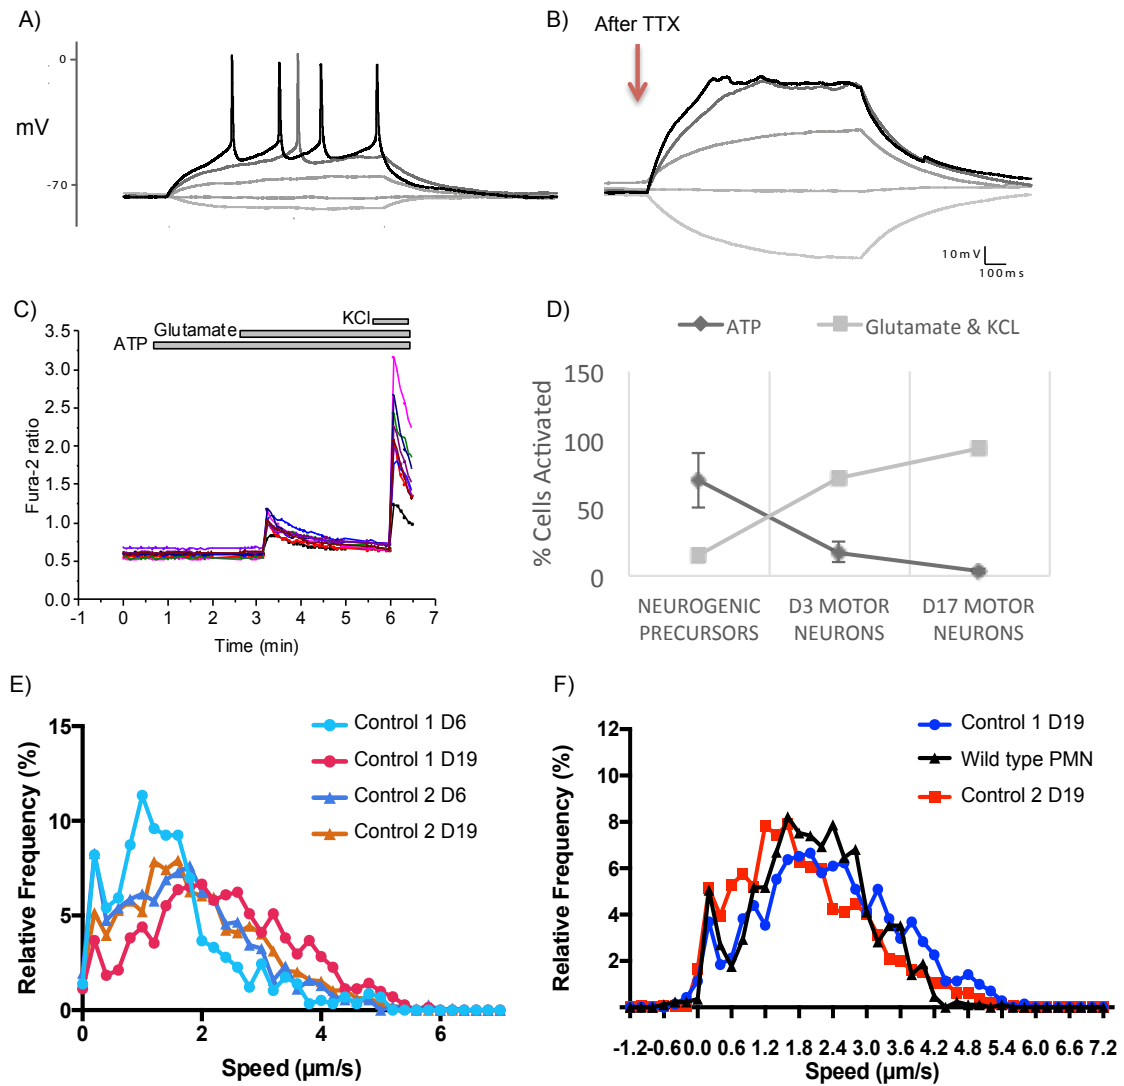 A)
0
mV
-70
B)
After TTX
10mV
100ms
C)
KCl
Glutamate
ATP
3.5
3.0
2.5
2.0
1.5
1.0
0.5
0.0
Fura-2 ratio
-1 0 1 2 3 4 5 6 7
Time (min)
D)
ATP
Glutamate & KCL
150
100
50
0
% Cells Activated
NEUROGENIC PRECURSORS
D3 MOTOR NEURONS
D17 MOTOR NEURONS
E)
15
10
5
0
Relative Frequency (%)
Control 1 D6
Control 1 D19
Control 2 D6
Control 2 D19
0 2 4 6
Speed (µm/s)
F)
12
10
8
6
4
2
Relative Frequency (%)
Control 1 D19
Wild type PMN
Control 2 D19
-1.2 -0.6 0.0 0.6 1.2 1.8 2.4 3.0 3.6 4.2 4.8 5.4 6.0 6.6 7.2
Speed (µm/s)